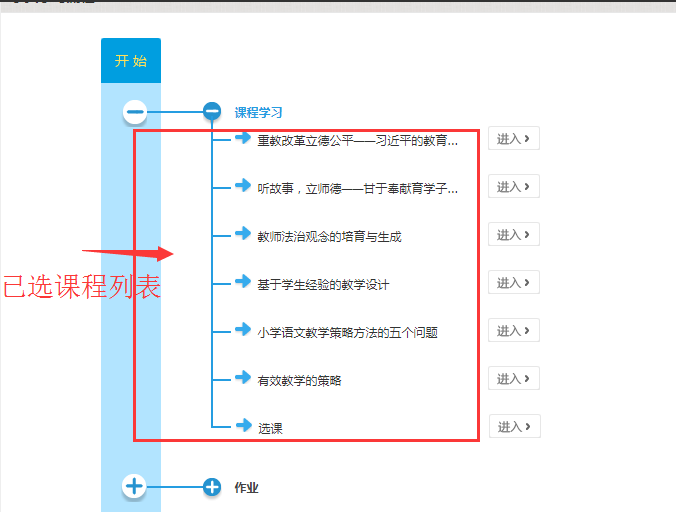 开 始
课程学习
重教改革立德公平——习近平的教育... 进入
听故事，立师德——甘于奉献育学子... 进入
教师法治观念的培育与生成 进入
已选课程列表
基于学生经验的教学设计 进入
小学语文教学策略方法的五个问题 进入
有效教学的策略 进入
选课 进入
作业